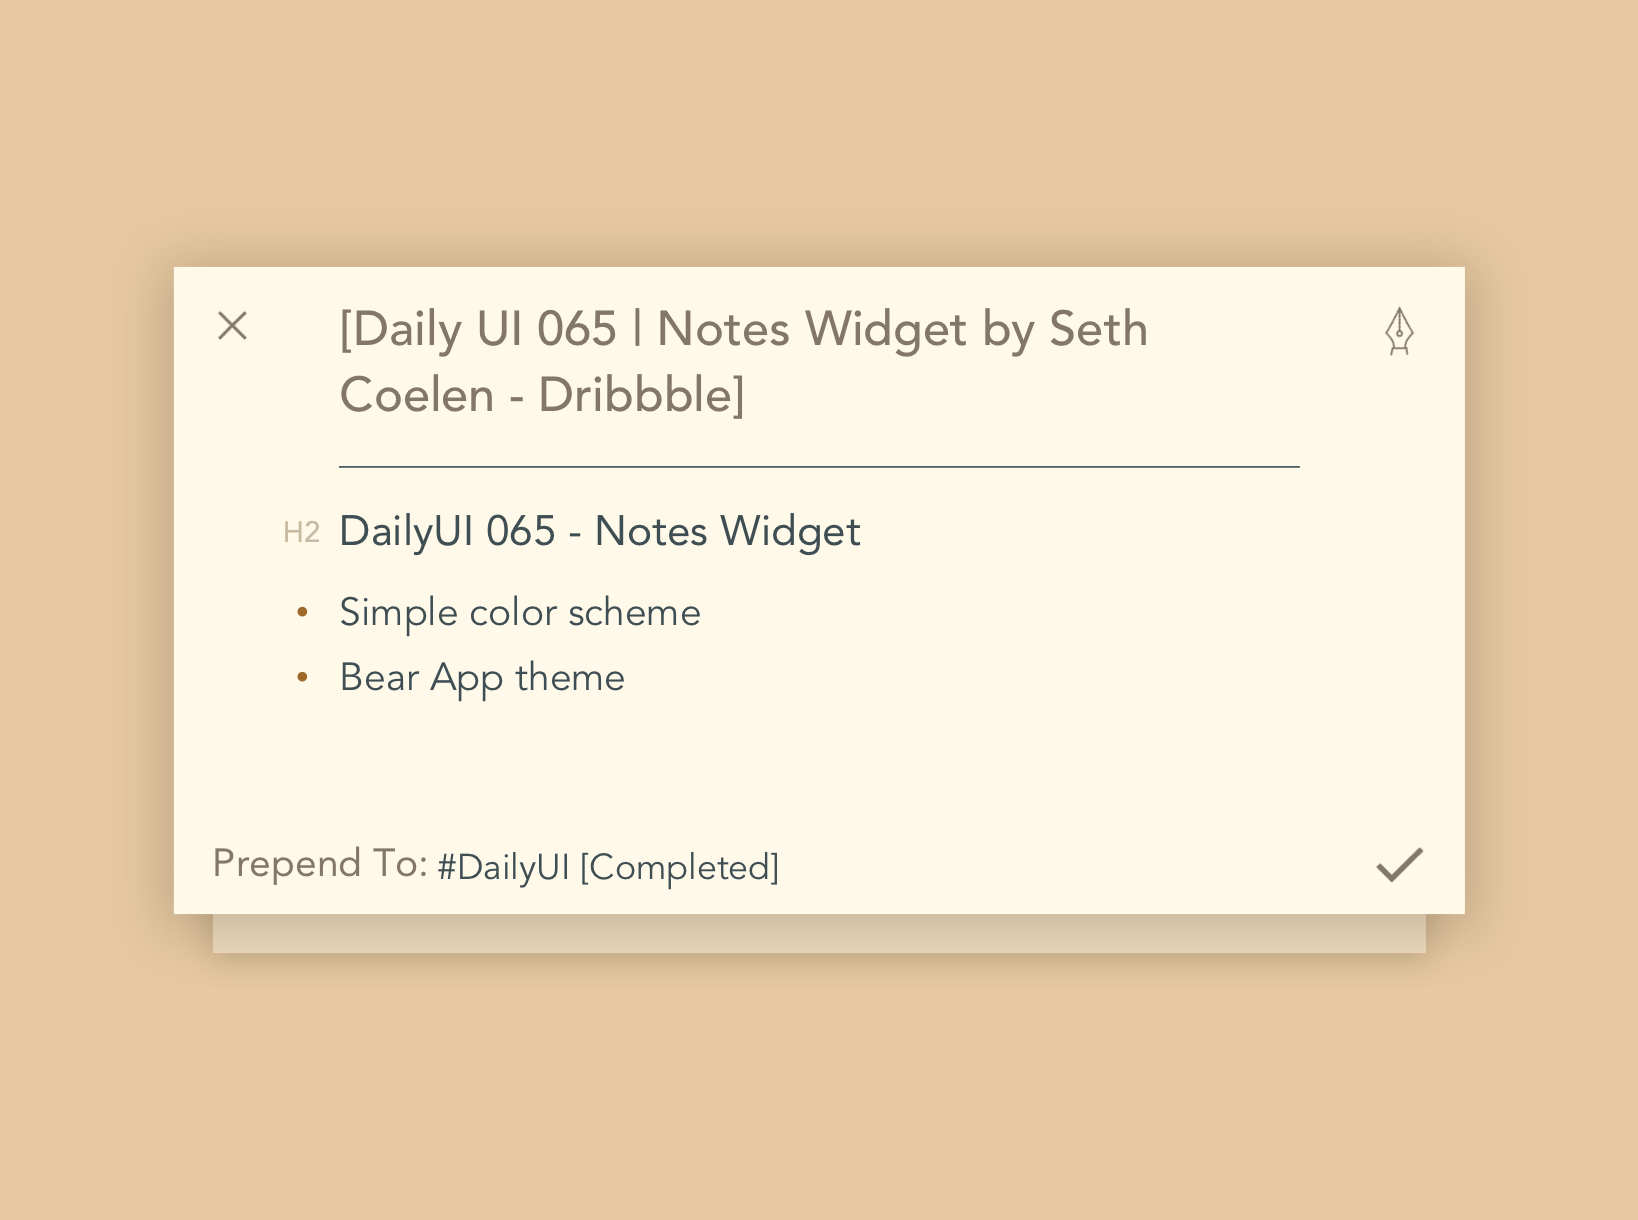 [Daily UI 065 | Notes Widget by Seth
Coelen - Dribbble]
H2 DailyUI 065 - Notes Widget
• Simple color scheme
• Bear App theme
Prepend To: #DailyUI [Completed]